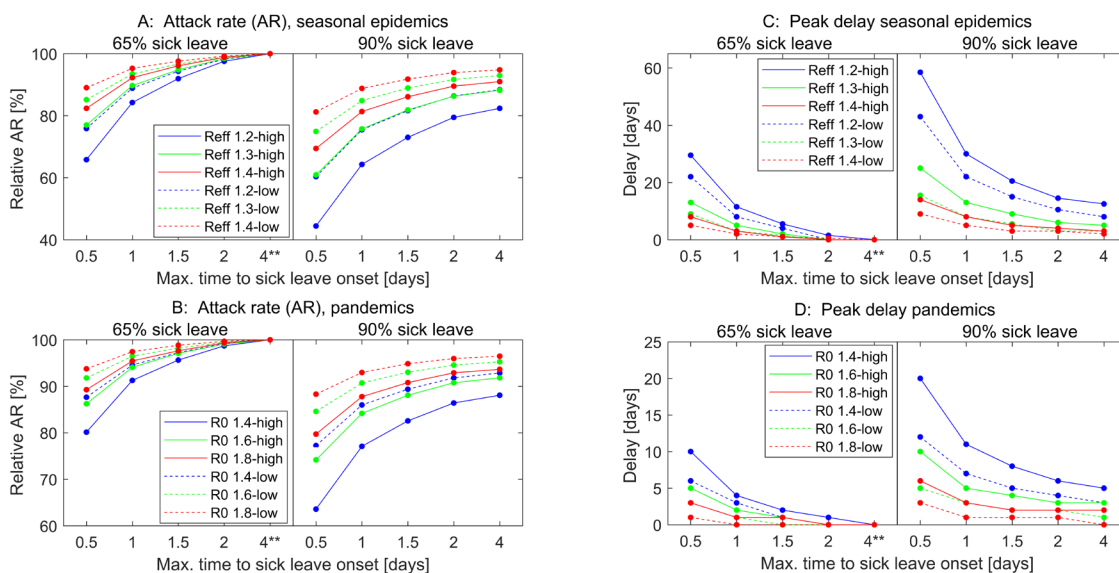 A: Attack rate (AR), seasonal epidemics
65% sick leave
90% sick leave
Relative AR [%]
100
80
60
40
Reff 1.2-high
Reff 1.3-high
Reff 1.4-high
Reff 1.2-low
Reff 1.3-low
Reff 1.4-low
0.5 1 1.5 2 4** 0.5 1 1.5 2 4
Max. time to sick leave onset [days]
B: Attack rate (AR), pandemics
65% sick leave
90% sick leave
Relative AR [%]
100
90
80
70
60
R0 1.4-high
R0 1.6-high
R0 1.8-high
R0 1.4-low
R0 1.6-low
R0 1.8-low
0.5 1 1.5 2 4** 0.5 1 1.5 2 4
Max. time to sick leave onset [days]
C: Peak delay seasonal epidemics
65% sick leave
90% sick leave
Delay [days]
60
40
20
0
Reff 1.2-high
Reff 1.3-high
Reff 1.4-high
Reff 1.2-low
Reff 1.3-low
Reff 1.4-low
0.5 1 1.5 2 4** 0.5 1 1.5 2 4
Max. time to sick leave onset [days]
D: Peak delay pandemics
65% sick leave
90% sick leave
Delay [days]
25
20
15
10
5
0
R0 1.4-high
R0 1.6-high
R0 1.8-high
R0 1.4-low
R0 1.6-low
R0 1.8-low
0.5 1 1.5 2 4** 0.5 1 1.5 2 4
Max. time to sick leave onset [days]